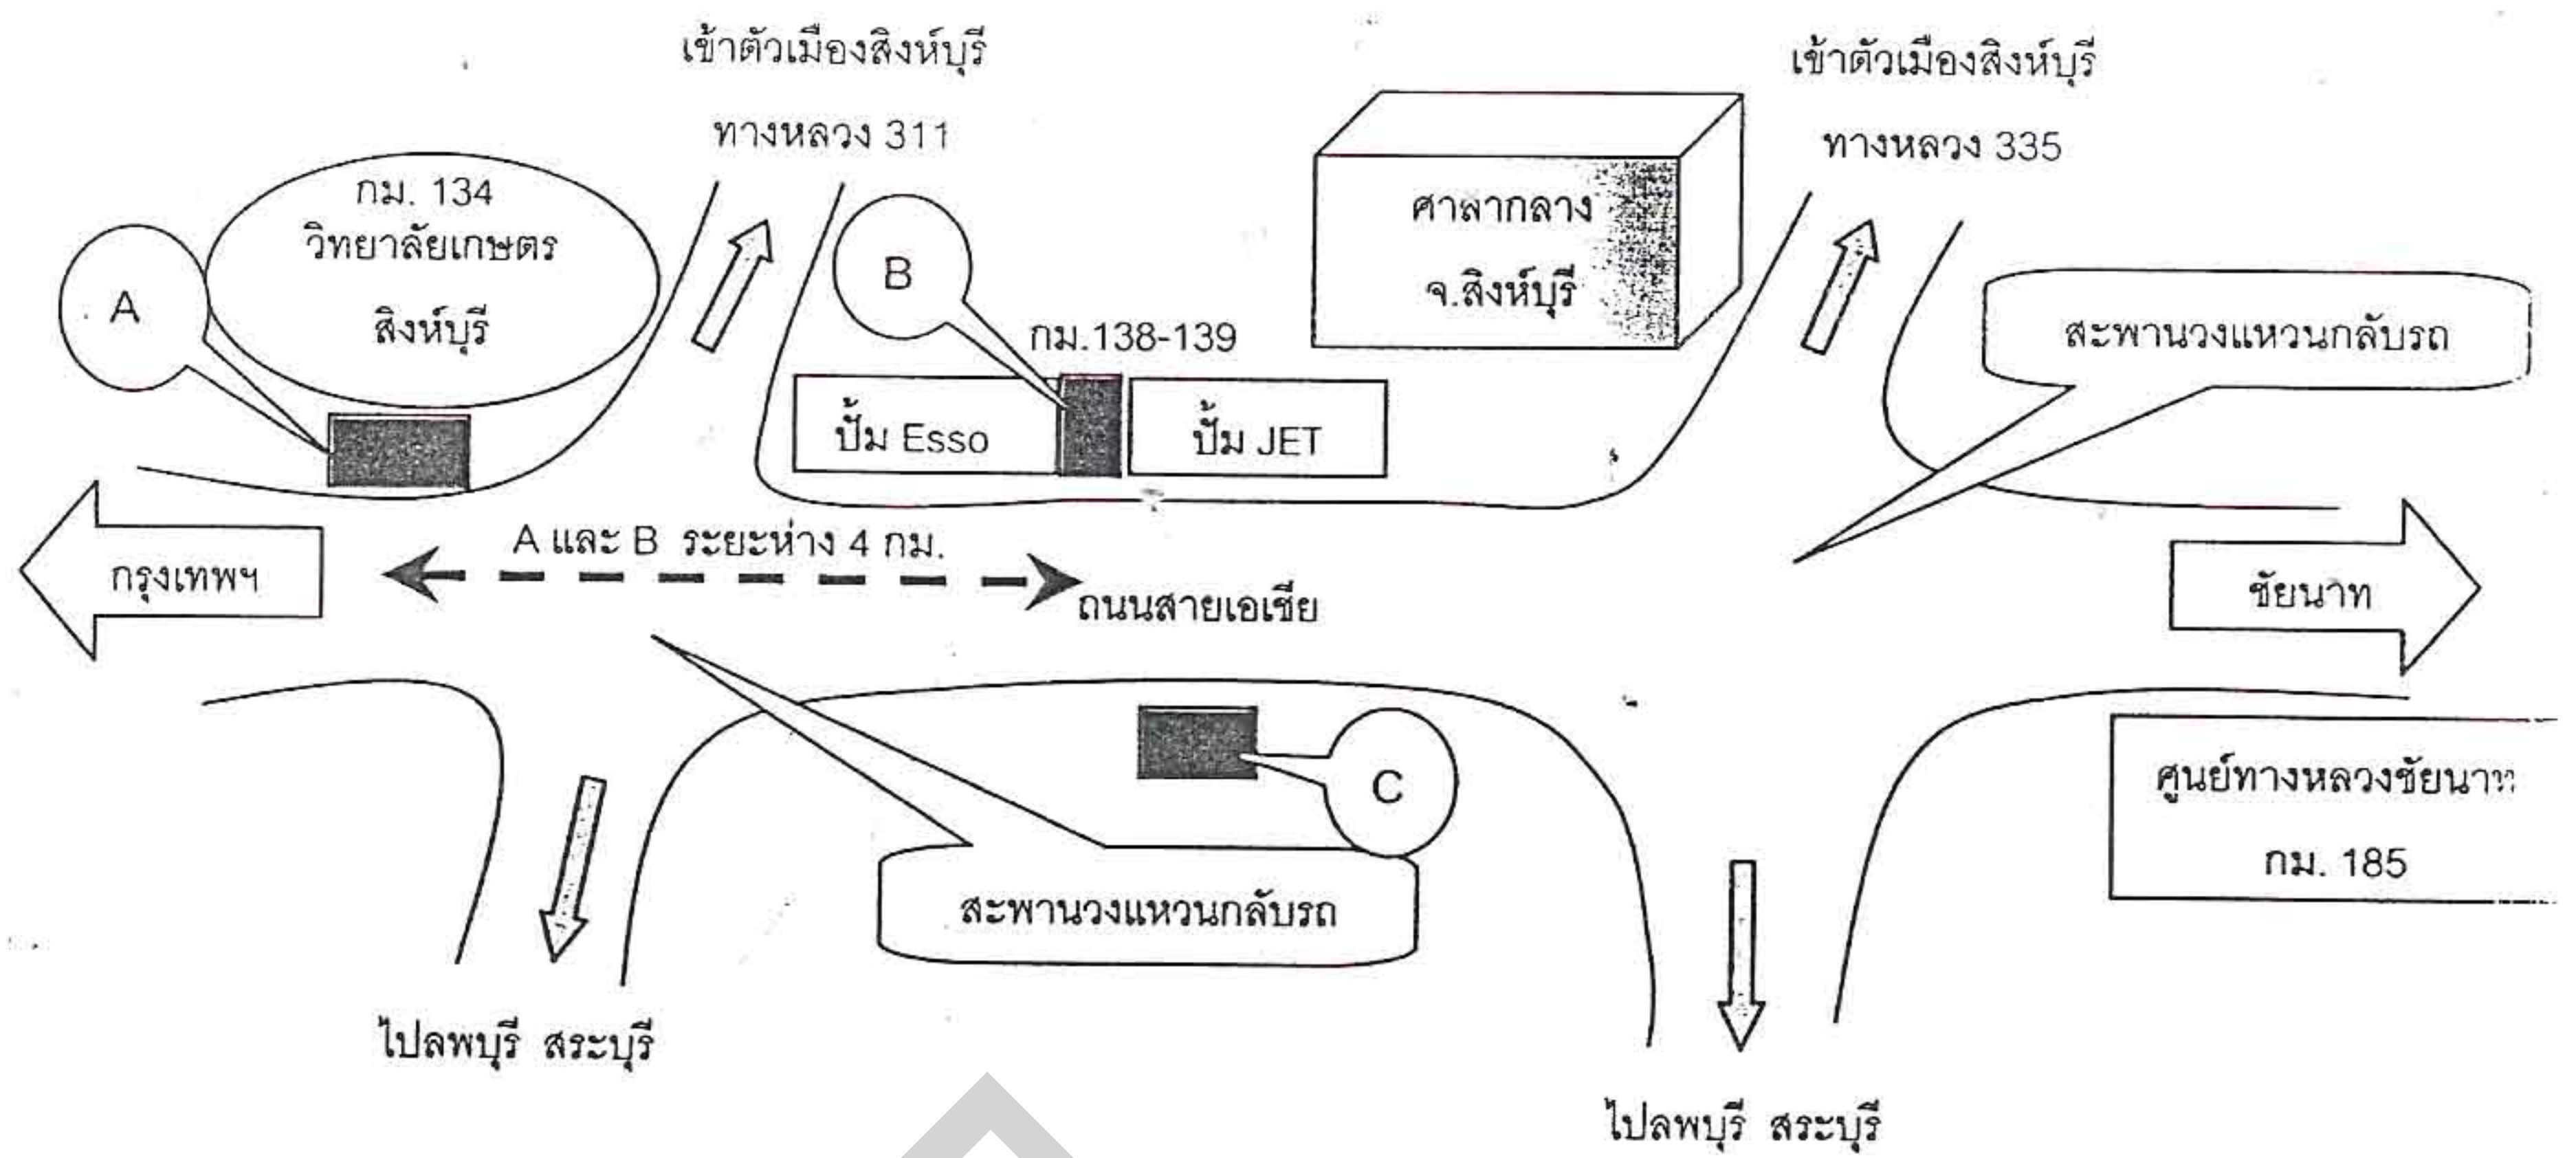 เข้าตัวเมืองสิงห์บุรี
ทางหลวง 311
เข้าตัวเมืองสิงห์บุรี
ทางหลวง 335
กม. 134
วิทยาลัยเกษตร
สิงห์บุรี
A
B
กม.138-139
ปั้ม Esso
ปั้ม JET
ศาลากลาง
จ.สิงห์บุรี
สะพานวงแหวนกลับรถ
กรุงเทพฯ
A และ B ระยะห่าง 4 กม.
ถนนสายเอเชีย
ชัยนาท
C
สะพานวงแหวนกลับรถ
ศูนย์ทางหลวงชัยนาท
กม. 185
ไปลพบุรี สระบุรี
ไปลพบุรี สระบุรี